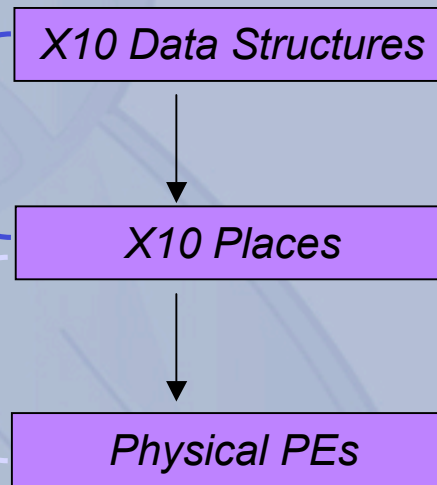 X10 Data Structures
X10 Places
Physical PEs